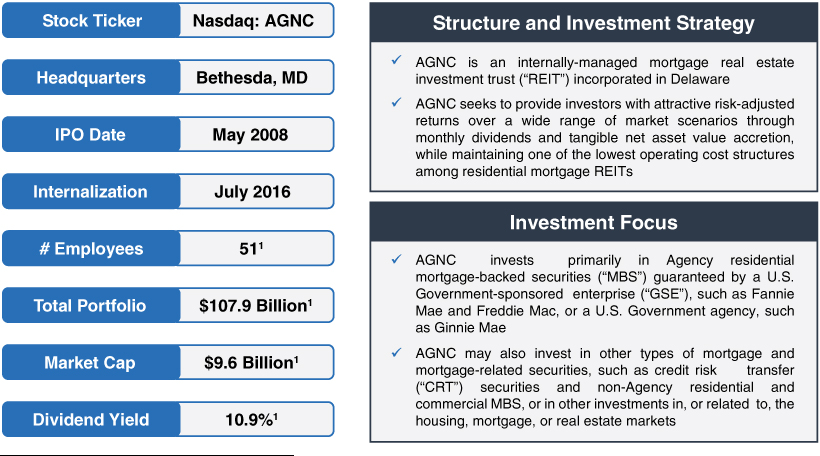 Stock Ticker
Nasdaq: AGNC
Headquarters
Bethesda, MD
IPO Date
May 2008
Internalization
July 2016
# Employees
51¹
Total Portfolio
$107.9 Billion¹
Market Cap
$9.6 Billion¹
Dividend Yield
10.9%¹
Structure and Investment Strategy
✓ AGNC is an internally-managed mortgage real estate
investment trust (“REIT”) incorporated in Delaware
✓ AGNC seeks to provide investors with attractive risk-adjusted
returns over a wide range of market scenarios through
monthly dividends and tangible net asset value accretion,
while maintaining one of the lowest operating cost structures
among residential mortgage REITs
Investment Focus
✓ AGNC invests primarily in Agency residential
mortgage-backed securities (“MBS”) guaranteed by a U.S.
Government-sponsored enterprise (“GSE”), such as Fannie
Mae and Freddie Mac, or a U.S. Government agency, such
as Ginnie Mae
✓ AGNC may also invest in other types of mortgage and
mortgage-related securities, such as credit risk transfer
(“CRT”) securities and non-Agency residential and
commercial MBS, or in other investments in, or related to, the
housing, mortgage, or real estate markets